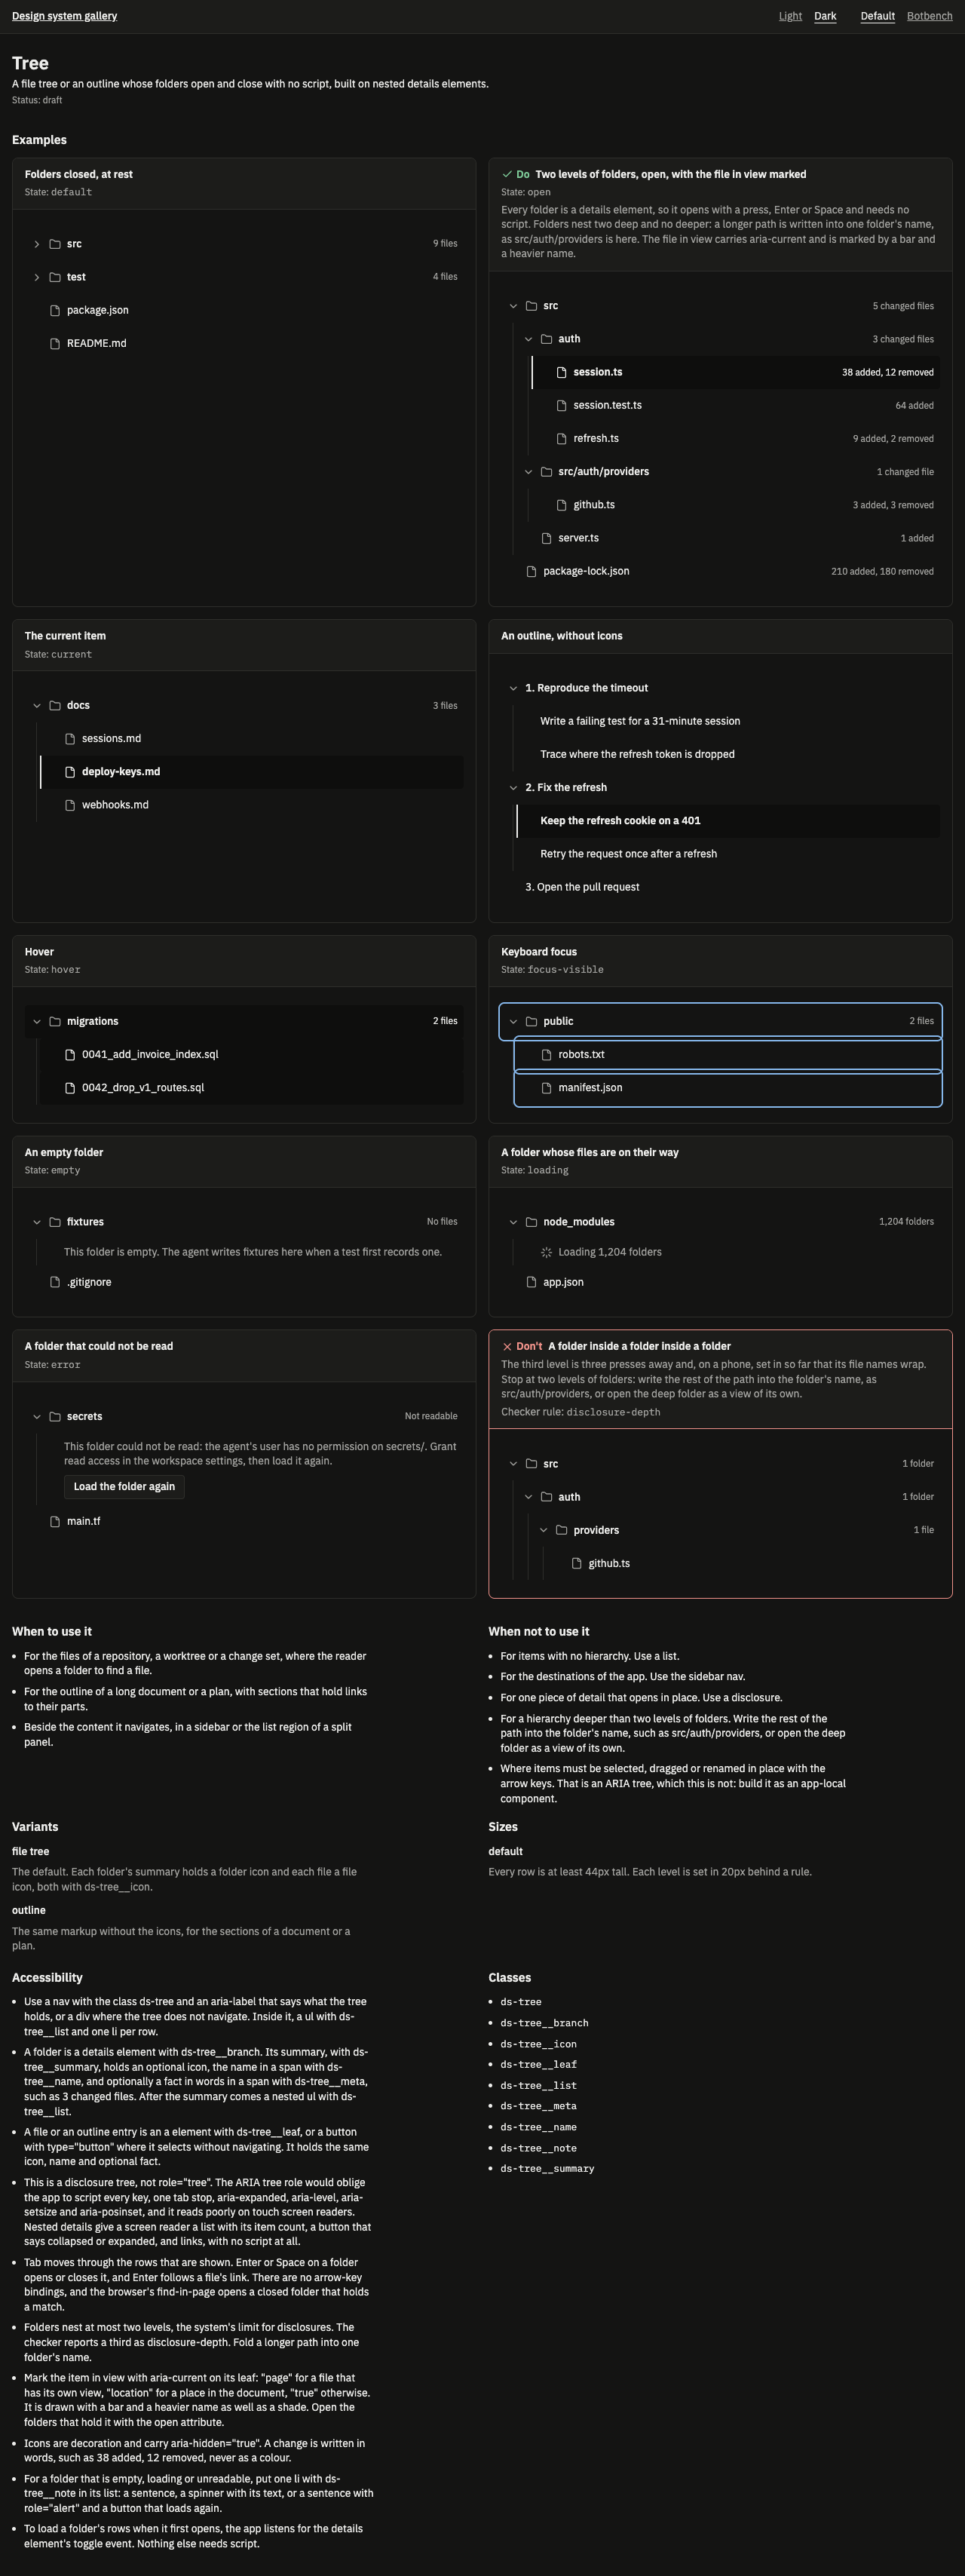 Design system gallery
Light Dark Default Botbench
Tree
A file tree or an outline whose folders open and close with no script, built on nested details elements.
Status: draft
Examples
Folders closed, at rest
State: default
src 9 files
test 4 files
package.json
README.md
Do Two levels of folders, open, with the file in view marked
State: open
Every folder is a details element, so it opens with a press, Enter or Space and needs no
script. Folders nest two deep and no deeper: a longer path is written into one folder's name,
as src/auth/providers is here. The file in view carries aria-current and is marked by a bar and
a heavier name.
src 5 changed files
auth 3 changed files
session.ts 38 added, 12 removed
session.test.ts 64 added
refresh.ts 9 added, 2 removed
src/auth/providers 1 changed file
github.ts 3 added, 3 removed
server.ts 1 added
package-lock.json 210 added, 180 removed
The current item
State: current
docs 3 files
sessions.md
deploy-keys.md
webhooks.md
An outline, without icons
1. Reproduce the timeout
Write a failing test for a 31-minute session
Trace where the refresh token is dropped
2. Fix the refresh
Keep the refresh cookie on a 401
Retry the request once after a refresh
3. Open the pull request
Hover
State: hover
migrations 2 files
0041_add_invoice_index.sql
0042_drop_v1_routes.sql
Keyboard focus
State: focus-visible
public 2 files
robots.txt
manifest.json
An empty folder
State: empty
fixtures No files
This folder is empty. The agent writes fixtures here when a test first records one.
.gitignore
A folder whose files are on their way
State: loading
node_modules 1,204 folders
Loading 1,204 folders
app.json
A folder that could not be read
State: error
secrets Not readable
This folder could not be read: the agent's user has no permission on secrets/. Grant
read access in the workspace settings, then load it again.
Load the folder again
main.tf
Don't A folder inside a folder inside a folder
The third level is three presses away and, on a phone, set in so far that its file names wrap.
Stop at two levels of folders: write the rest of the path into the folder's name, as
src/auth/providers, or open the deep folder as a view of its own.
Checker rule: disclosure-depth
src 1 folder
auth 1 folder
providers 1 file
github.ts
When to use it
For the files of a repository, a worktree or a change set, where the reader
opens a folder to find a file.
For the outline of a long document or a plan, with sections that hold links
to their parts.
Beside the content it navigates, in a sidebar or the list region of a split
panel.
When not to use it
For items with no hierarchy. Use a list.
For the destinations of the app. Use the sidebar nav.
For one piece of detail that opens in place. Use a disclosure.
For a hierarchy deeper than two levels of folders. Write the rest of the
path into the folder's name, such as src/auth/providers, or open the deep
folder as a view of its own.
Where items must be selected, dragged or renamed in place with the
arrow keys. That is an ARIA tree, which this is not: build it as an app-local
component.
Variants
file tree
The default. Each folder's summary holds a folder icon and each file a file
icon, both with ds-tree__icon.
outline
The same markup without the icons, for the sections of a document or a
plan.
Sizes
default
Every row is at least 44px tall. Each level is set in 20px behind a rule.
Accessibility
Use a nav with the class ds-tree and an aria-label that says what the tree
holds, or a div where the tree does not navigate. Inside it, a ul with ds-
tree__list and one li per row.
A folder is a details element with ds-tree__branch. Its summary, with ds-
tree__summary, holds an optional icon, the name in a span with ds-
tree__name, and optionally a fact in words in a span with ds-tree__meta,
such as 3 changed files. After the summary comes a nested ul with ds-
tree__list.
A file or an outline entry is an a element with ds-tree__leaf, or a button
with type="button" where it selects without navigating. It holds the same
icon, name and optional fact.
This is a disclosure tree, not role="tree". The ARIA tree role would oblige
the app to script every key, one tab stop, aria-expanded, aria-level, aria-
setsize and aria-posinset, and it reads poorly on touch screen readers.
Nested details give a screen reader a list with its item count, a button that
says collapsed or expanded, and links, with no script at all.
Tab moves through the rows that are shown. Enter or Space on a folder
opens or closes it, and Enter follows a file's link. There are no arrow-key
bindings, and the browser's find-in-page opens a closed folder that holds
a match.
Folders nest at most two levels, the system's limit for disclosures. The
checker reports a third as disclosure-depth. Fold a longer path into one
folder's name.
Mark the item in view with aria-current on its leaf: "page" for a file that
has its own view, "location" for a place in the document, "true" otherwise.
It is drawn with a bar and a heavier name as well as a shade. Open the
folders that hold it with the open attribute.
Icons are decoration and carry aria-hidden="true". A change is written in
words, such as 38 added, 12 removed, never as a colour.
For a folder that is empty, loading or unreadable, put one li with ds-
tree__note in its list: a sentence, a spinner with its text, or a sentence with
role="alert" and a button that loads again.
To load a folder's rows when it first opens, the app listens for the details
element's toggle event. Nothing else needs script.
Classes
ds-tree
ds-tree__branch
ds-tree__icon
ds-tree__leaf
ds-tree__list
ds-tree__meta
ds-tree__name
ds-tree__note
ds-tree__summary